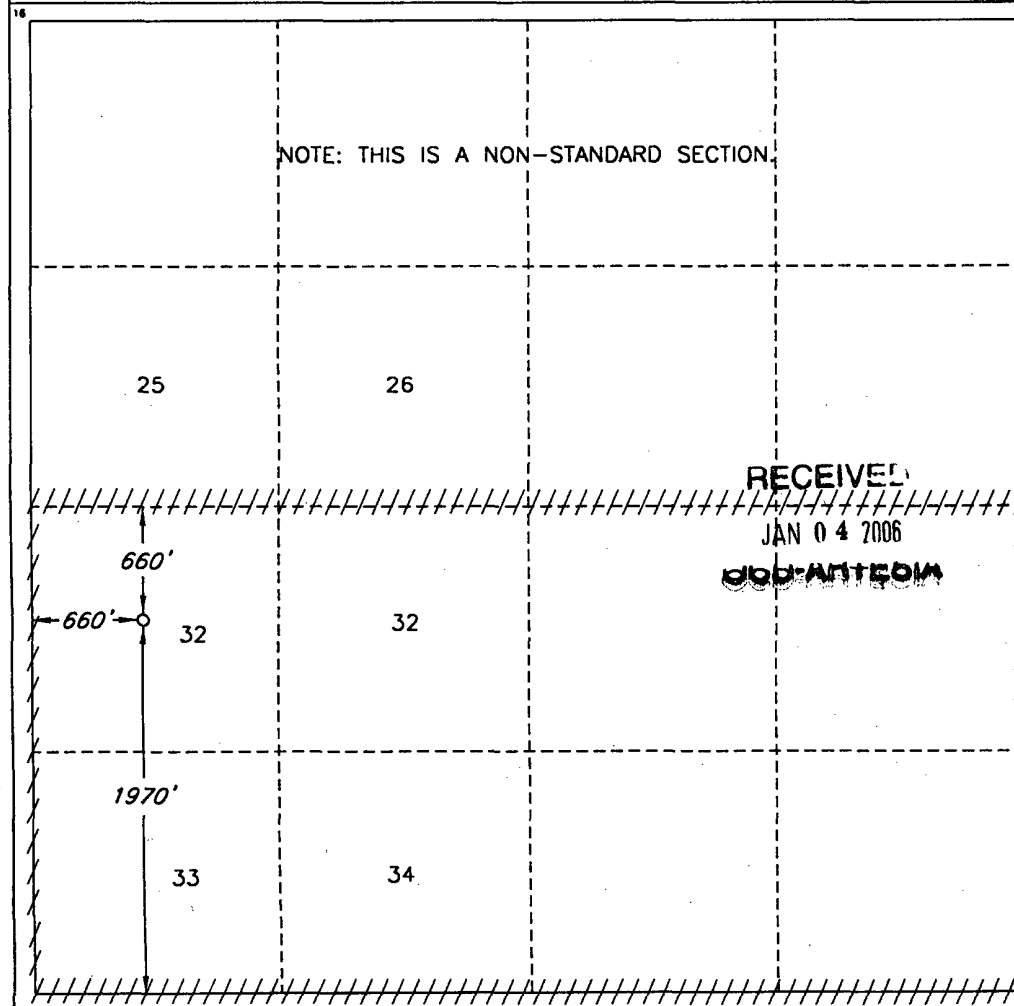 16
NOTE: THIS IS A NON-STANDARD SECTION.
25 26
RECEIVED
JAN 04 2006
660'
660' 32 32
1970'
33 34